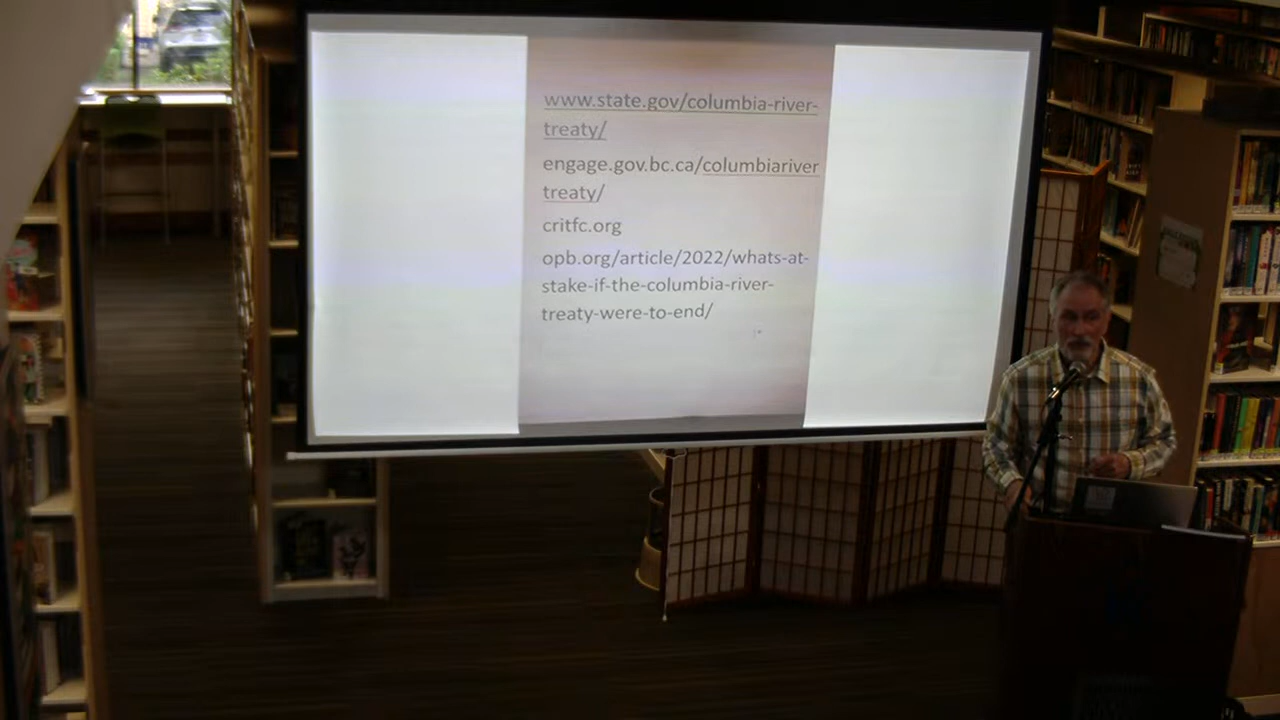 www.state.gov/columbia-river-
treaty/
engage.gov.bc.ca/columbiariver
treaty/
critfc.org
opb.org/article/2022/whats-at-
stake-if-the-columbia-river-
treaty-were-to-end/